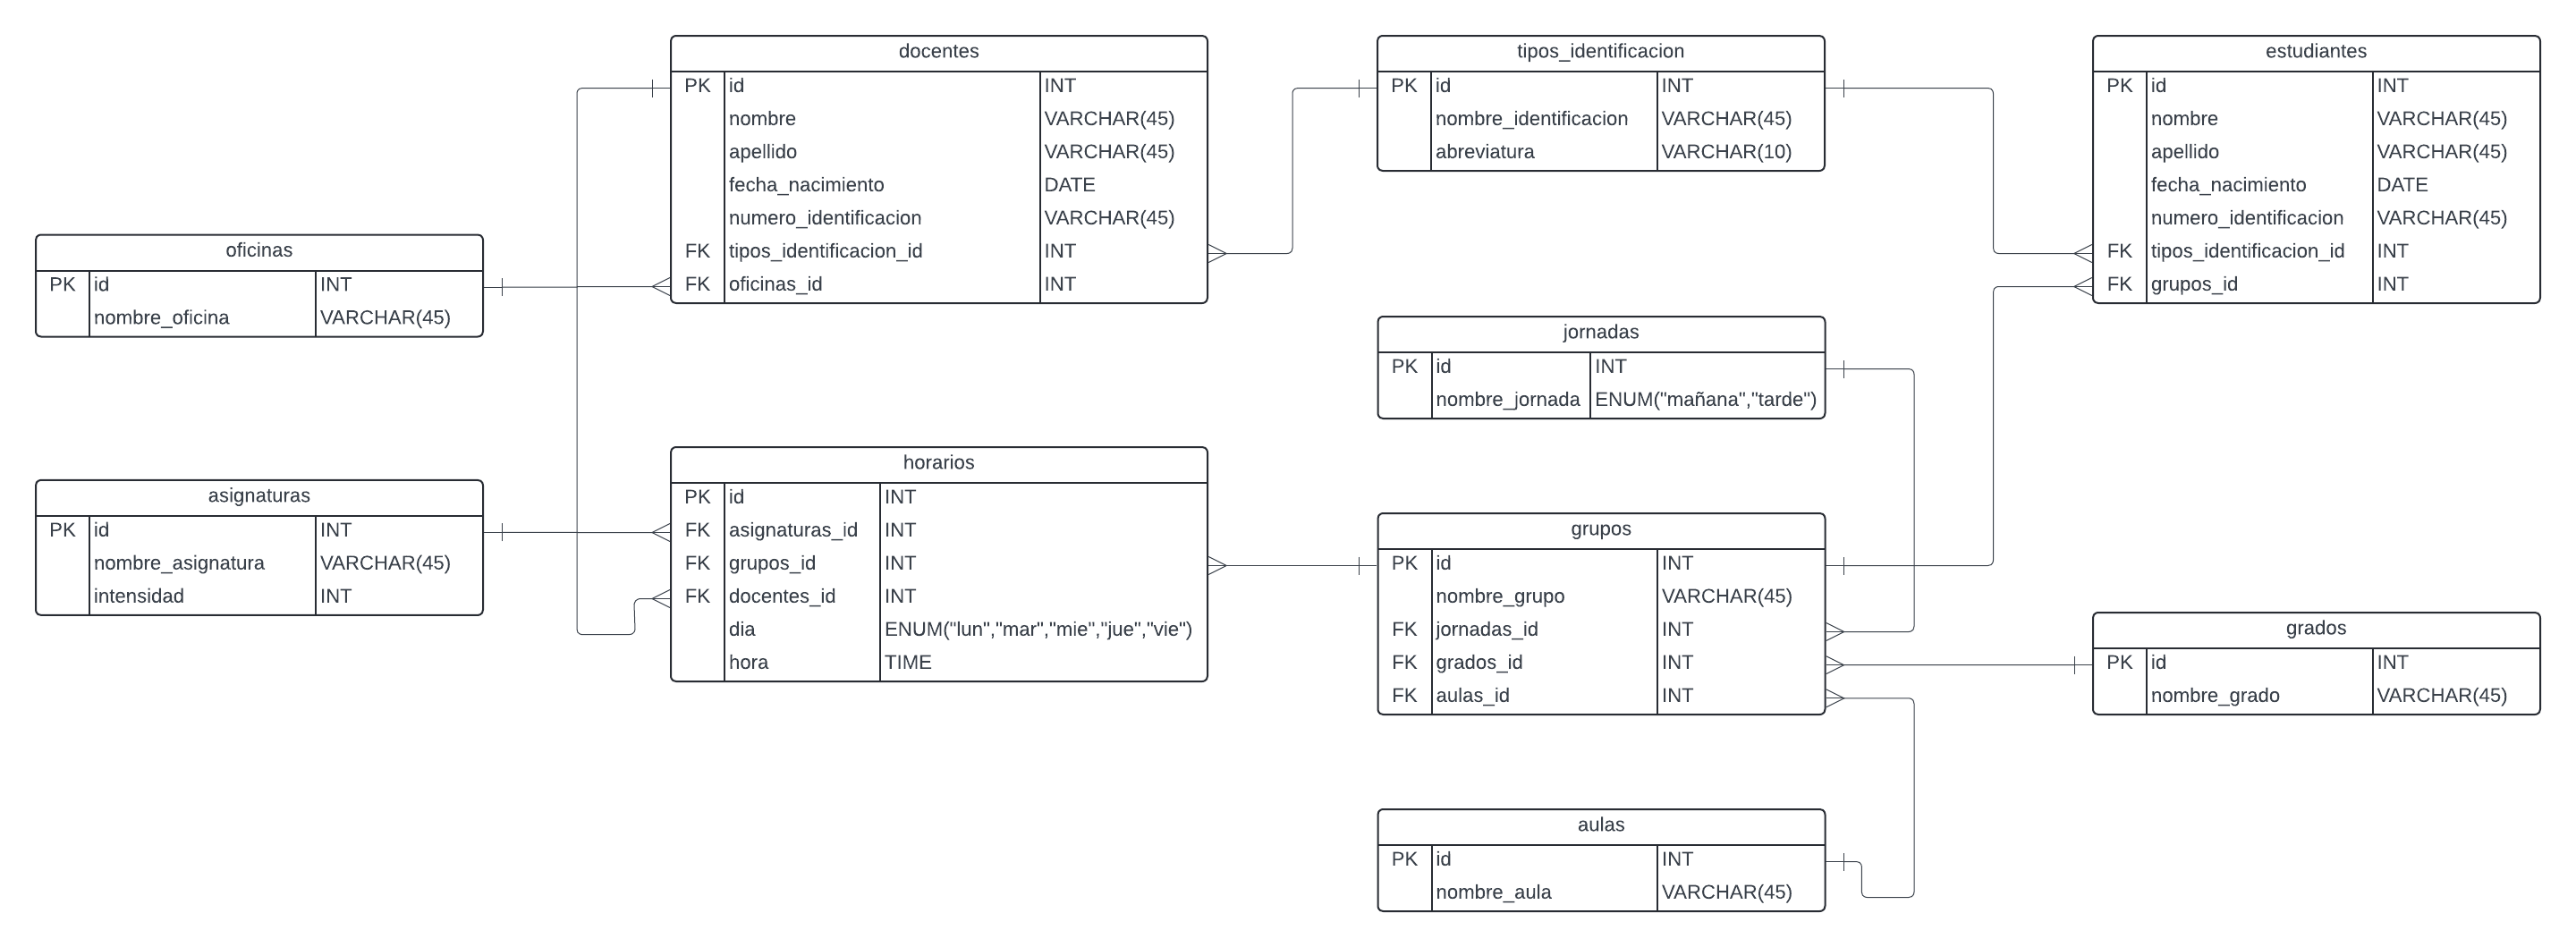 docentes
PK id INT
nombre VARCHAR(45)
apellido VARCHAR(45)
fecha_nacimiento DATE
numero_identificacion VARCHAR(45)
FK tipos_identificacion_id INT
FK oficinas_id INT
tipos_identificacion
PK id INT
nombre_identificacion VARCHAR(45)
abreviatura VARCHAR(10)
estudiantes
PK id INT
nombre VARCHAR(45)
apellido VARCHAR(45)
fecha_nacimiento DATE
numero_identificacion VARCHAR(45)
FK tipos_identificacion_id INT
FK grupos_id INT
oficinas
PK id INT
nombre_oficina VARCHAR(45)
jornadas
PK id INT
nombre_jornada ENUM("mañana","tarde")
asignaturas
PK id INT
nombre_asignatura VARCHAR(45)
intensidad INT
horarios
PK id INT
FK asignaturas_id INT
FK grupos_id INT
FK docentes_id INT
dia ENUM("lun","mar","mie","jue","vie")
hora TIME
grupos
PK id INT
nombre_grupo VARCHAR(45)
FK jornadas_id INT
FK grados_id INT
FK aulas_id INT
grados
PK id INT
nombre_grado VARCHAR(45)
aulas
PK id INT
nombre_aula VARCHAR(45)